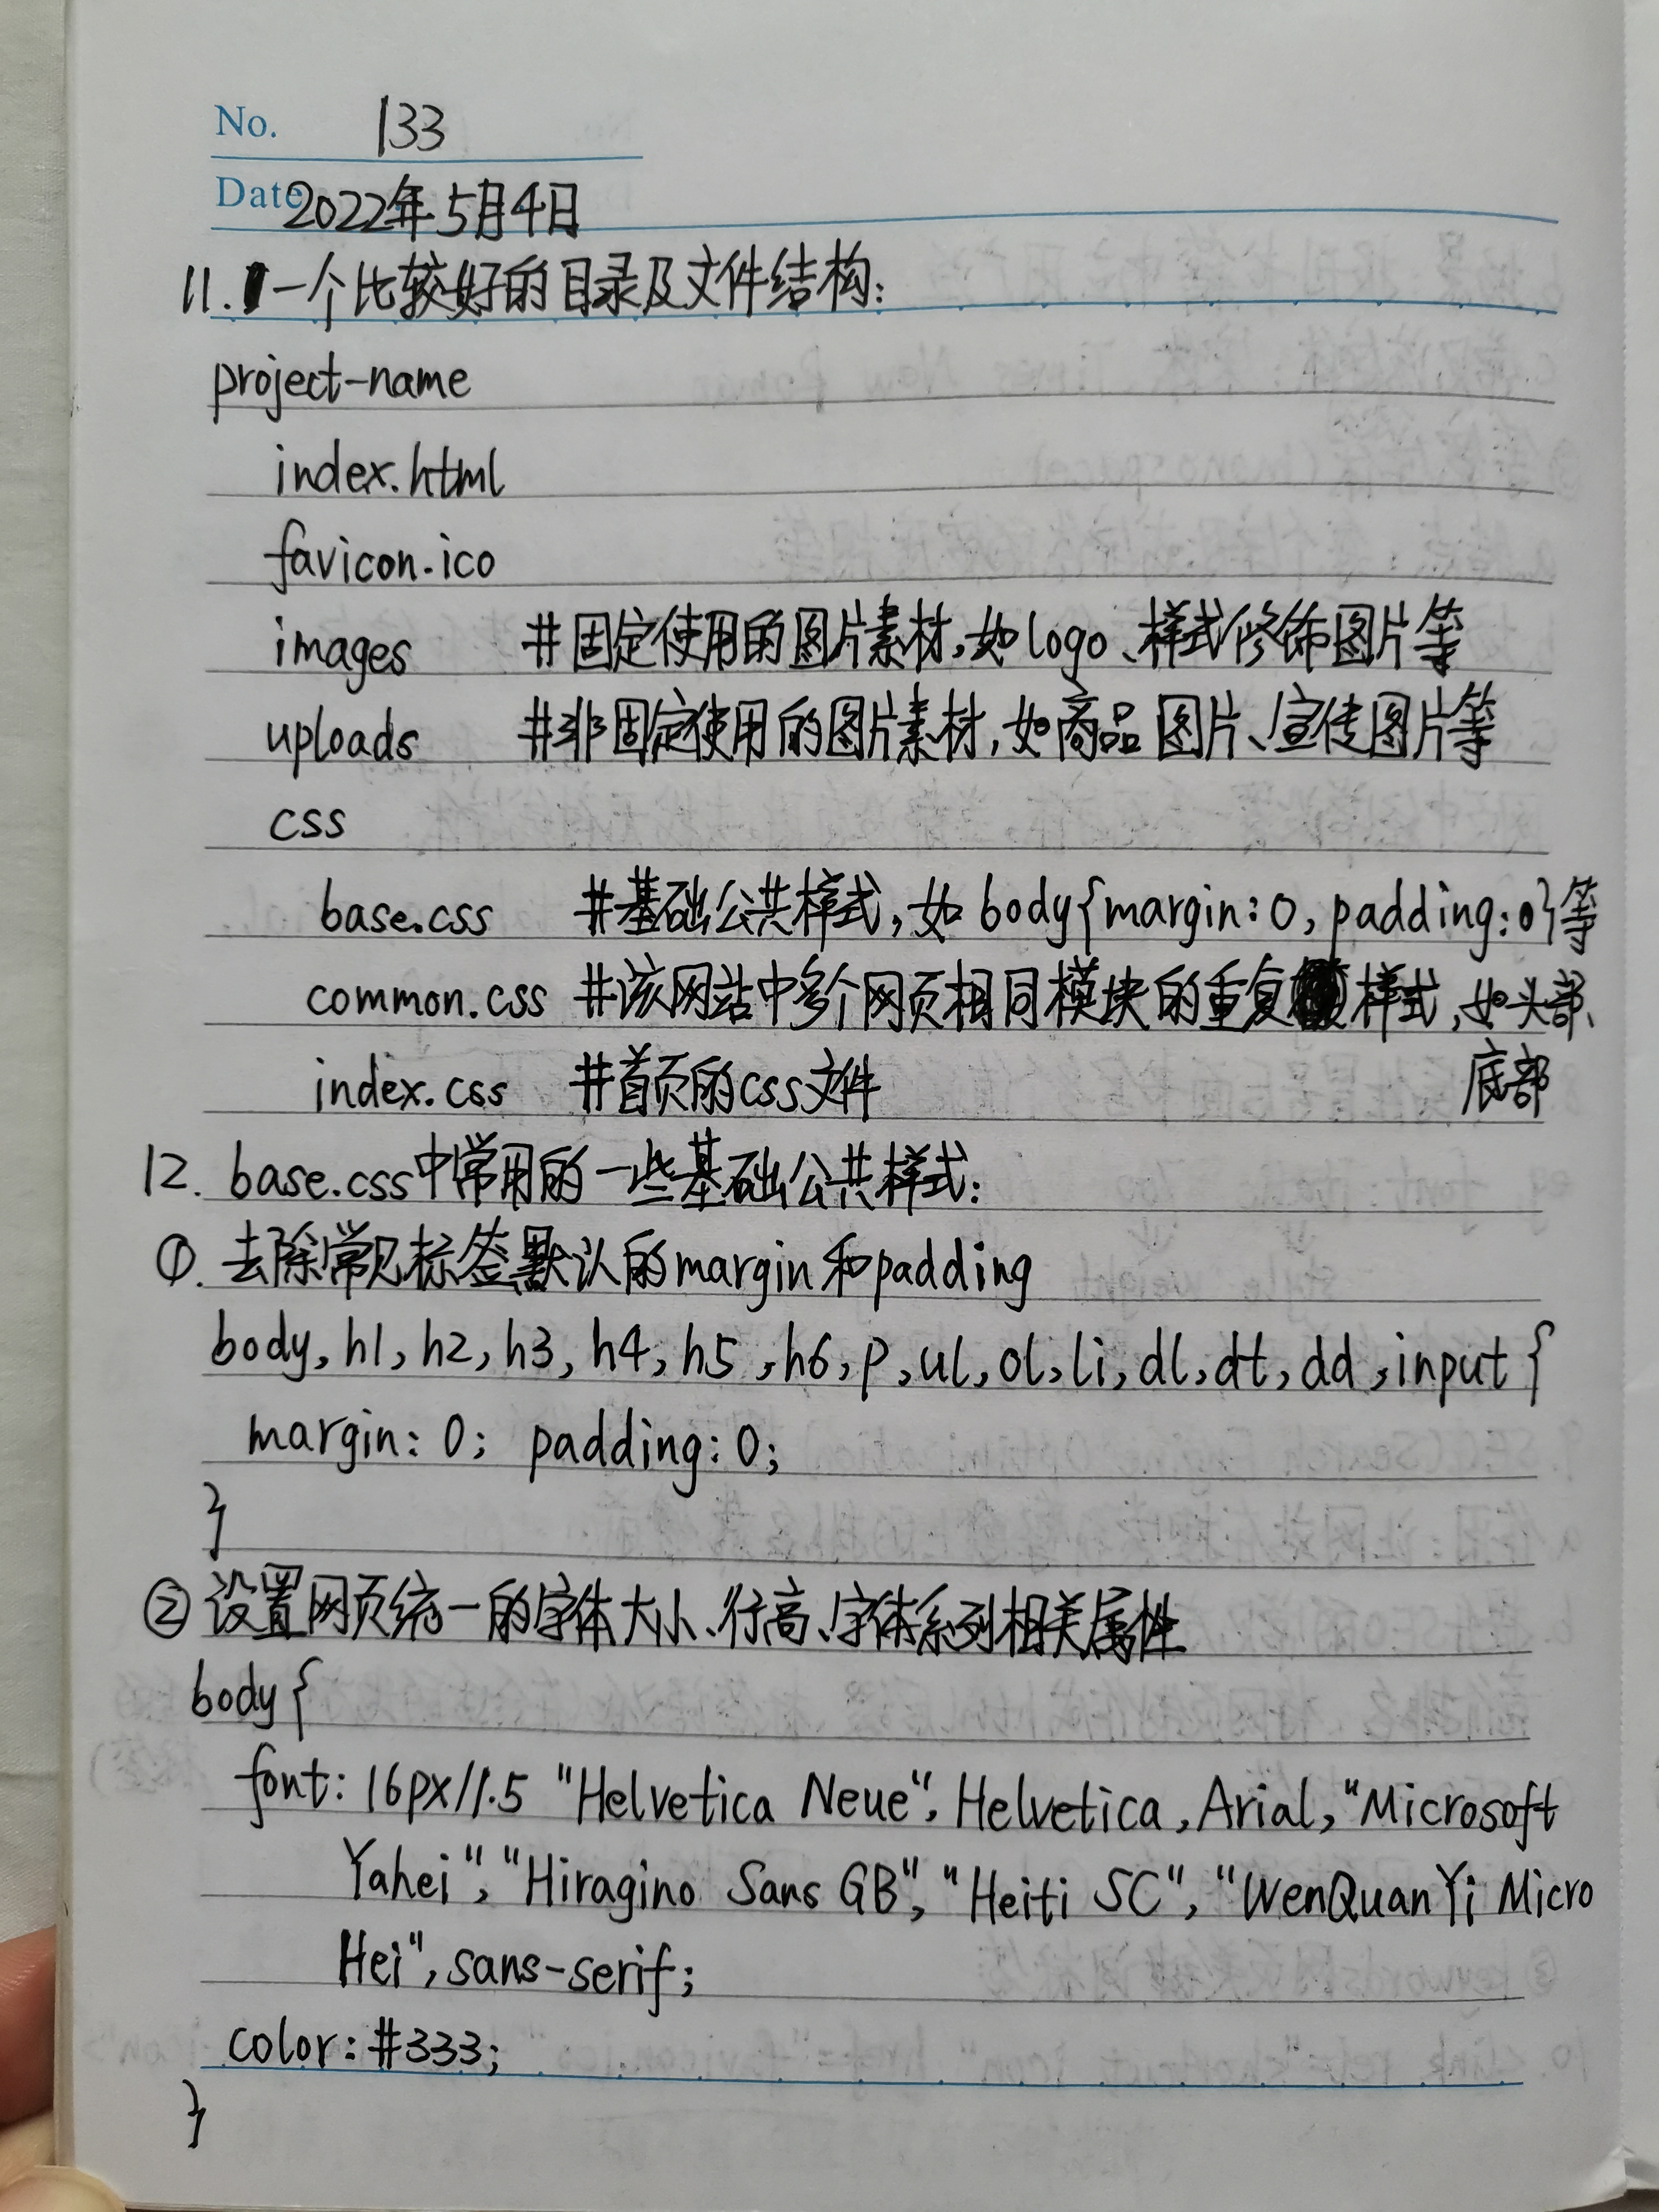 No. 133
Date 2022年5月4日
11. 一个比较好的目录及文件结构:
project-name
index.html
favicon.ico
images #固定使用的图片素材,如logo、样式修饰图片等
uploads #非固定使用的图片素材,如商品图片、宣传图片等
css
base.css #基础公共样式,如 body{margin:0, padding:0}等
common.css #该网站中多个网页相同模块的重复样式,如头部、
底部
index.css #首页的css文件
12. base.css中常用的一些基础公共样式:
①. 去除常见标签默认的margin和padding
body, h1, h2, h3, h4, h5, h6, p, ul, ol, li, dl, dt, dd, input {
margin: 0; padding: 0;
}
② 设置网页统一的字体大小、行高、字体系列相关属性
body {
font: 16px/1.5 "Helvetica Neue", Helvetica, Arial, "Microsoft
Yahei", "Hiragino Sans GB", "Heiti SC", "WenQuanYi Micro
Hei", sans-serif;
color: #333;
}